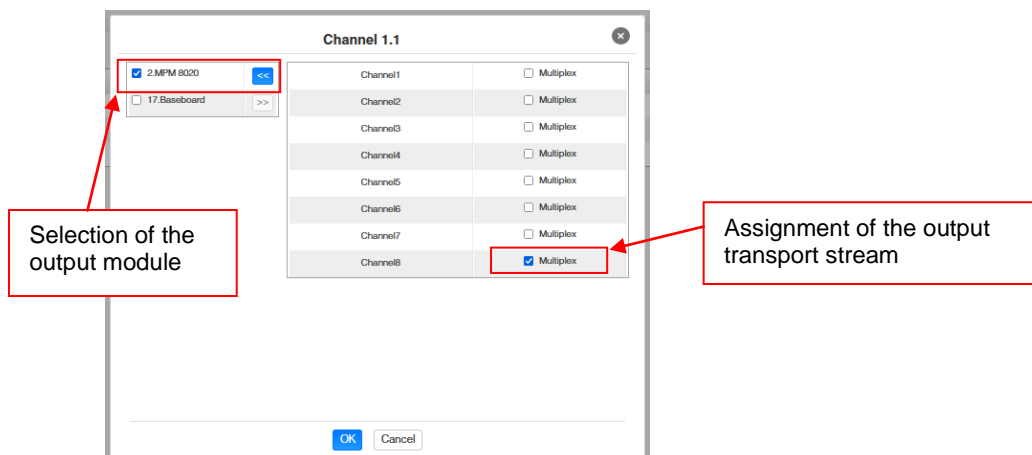 Channel 1.1
2.MPM 8020 <<
17.Baseboard >>
Channel1 Multiplex
Channel2 Multiplex
Channel3 Multiplex
Channel4 Multiplex
Channel5 Multiplex
Channel6 Multiplex
Channel7 Multiplex
Channel8 Multiplex
Selection of the
output module
Assignment of the output
transport stream
OK Cancel